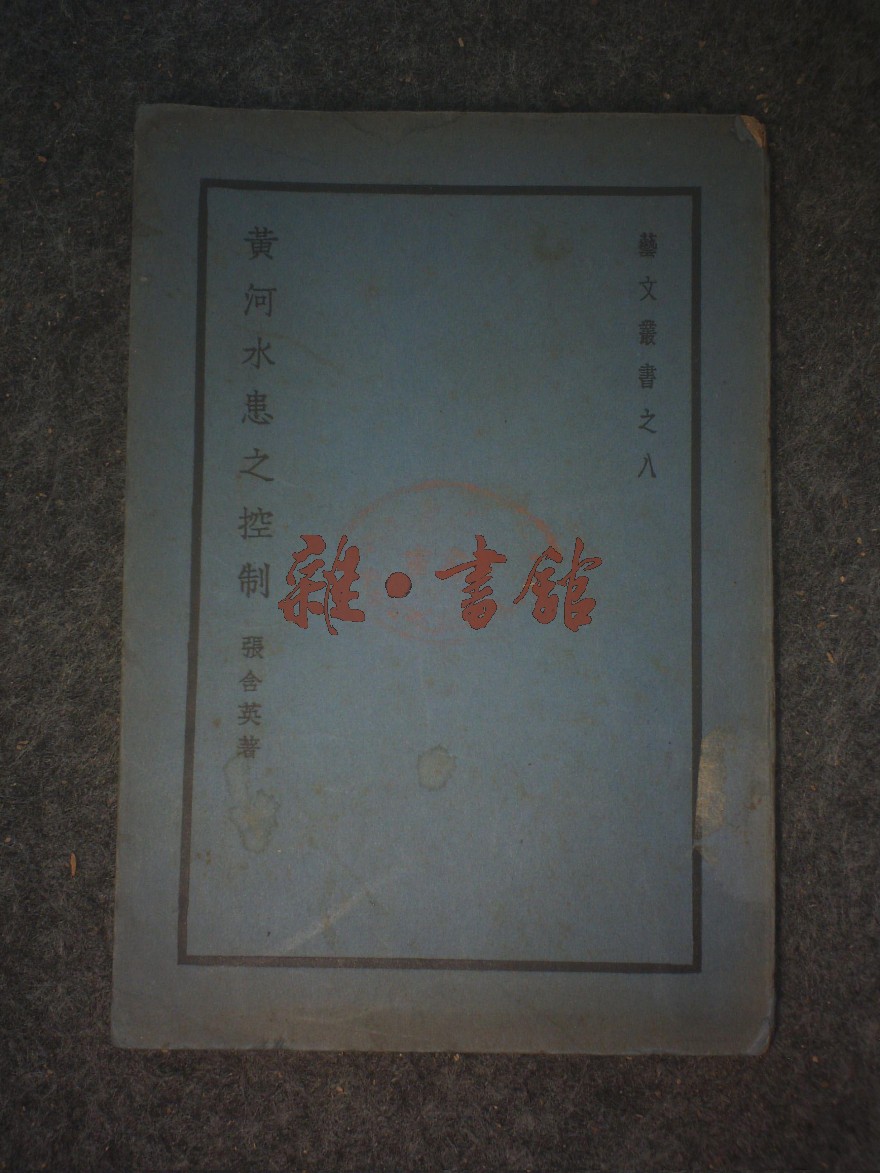 藝文叢書之八
黃河水患之控制 張含英著
雜·書館